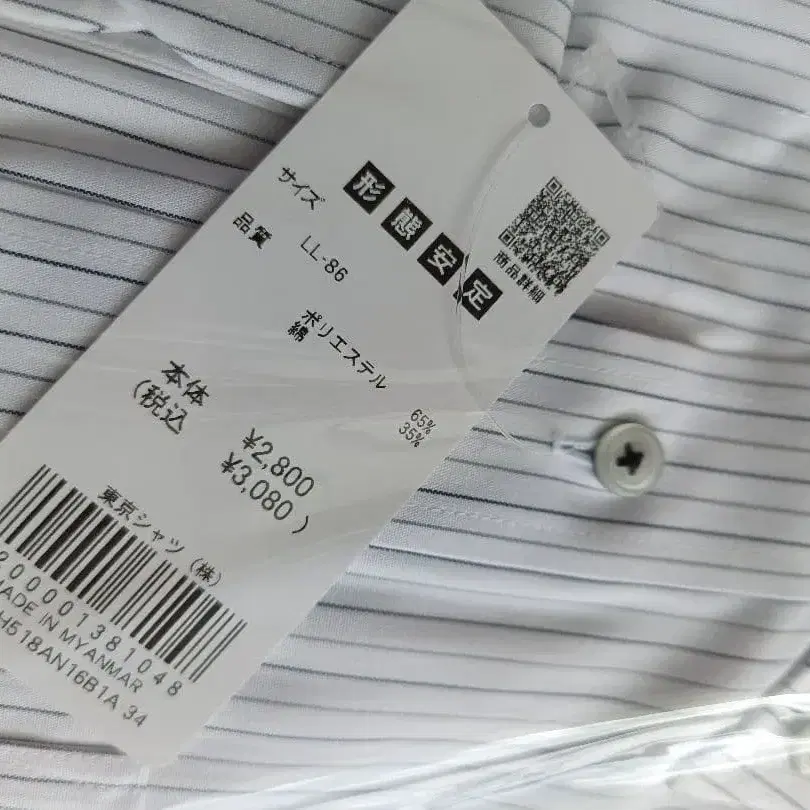 形態安定
商品詳細
サイズ LL-86
品質 ポリエステル 65%
綿 35%
本体 ¥2,800
(税込 ¥3,080 )
東京シャツ (株)
200001381048
MADE IN MYANMAR
H518AN16B1A 34